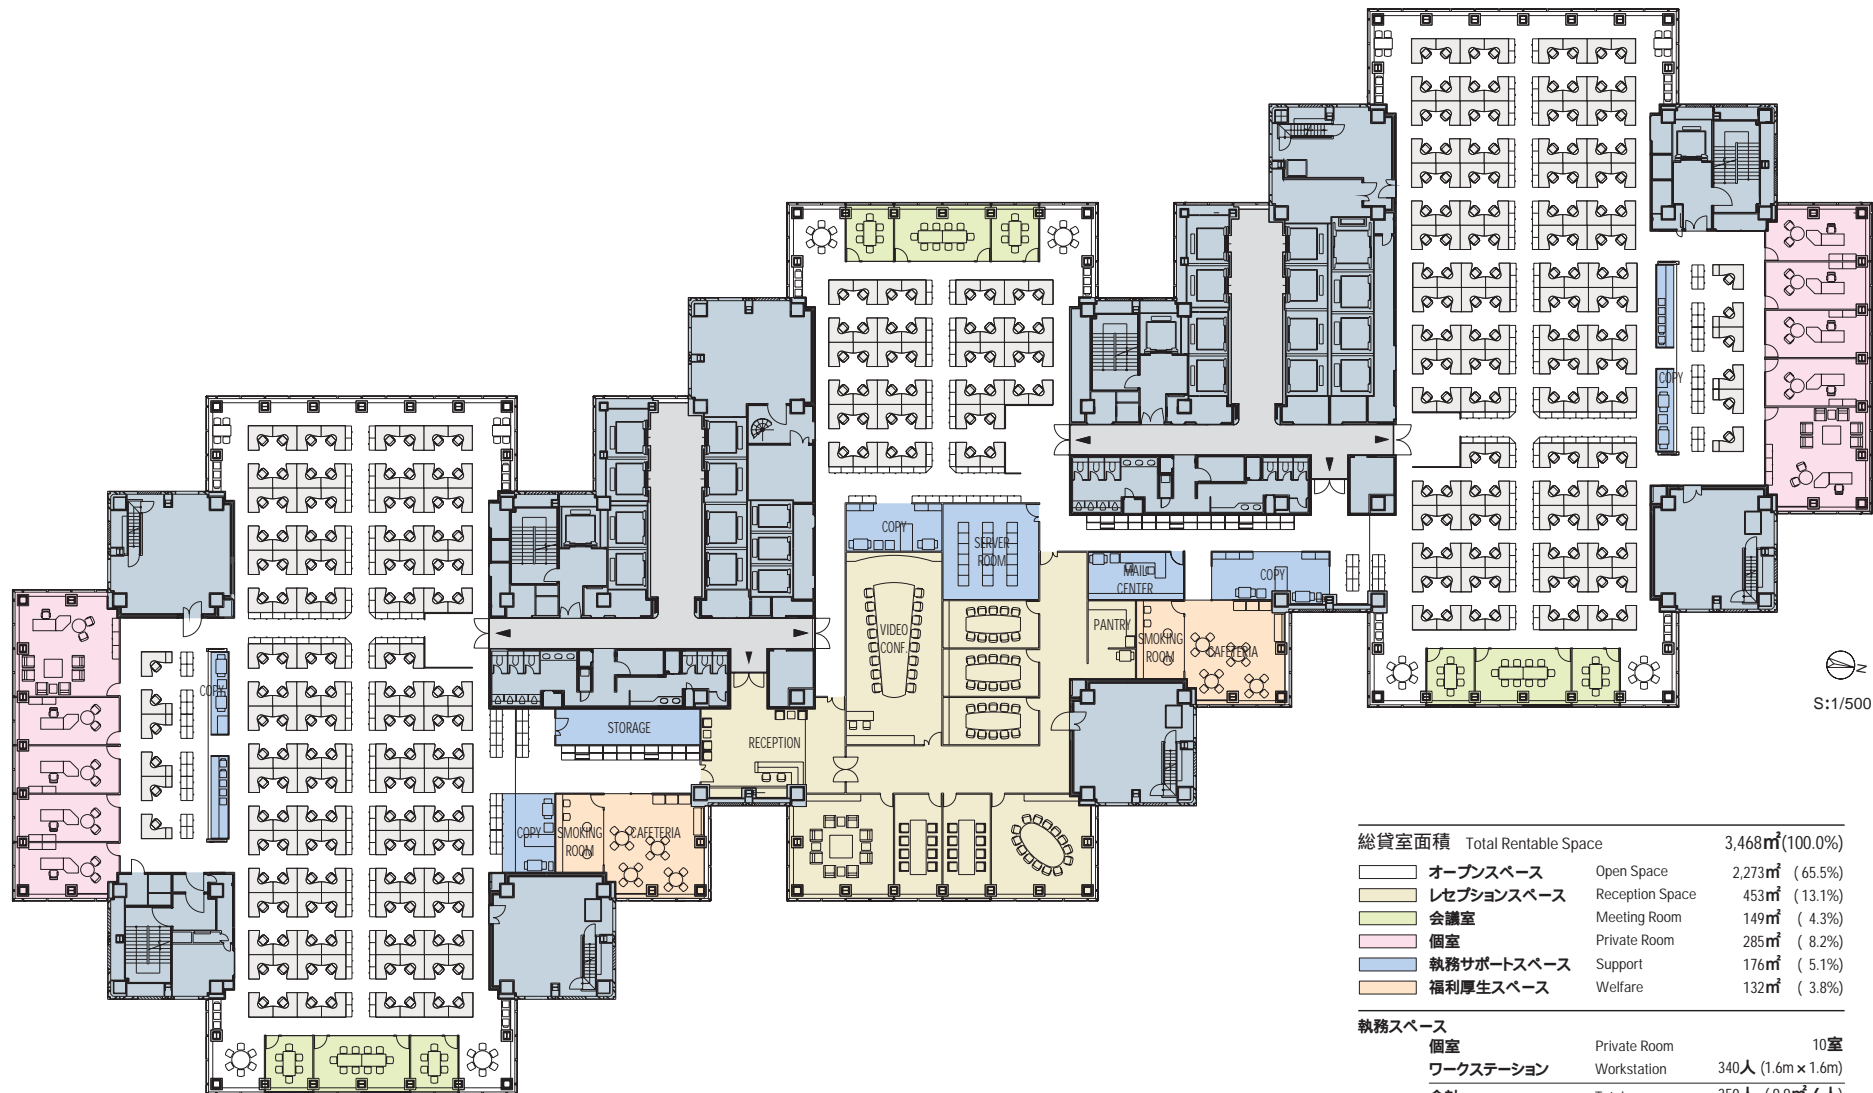 COPY
COPY
SERVER
ROOM
MAIL
CENTER
COPY
VIDEO
CONF.
PANTRY
SMOKING
ROOM
CAFETERIA
COPY
STORAGE
RECEPTION
COPY
SMOKING
ROOM
CAFETERIA
N
S:1/500
総貸室面積 Total Rentable Space 3,468㎡(100.0%)
オープンスペース Open Space 2,273㎡ (65.5%)
レセプションスペース Reception Space 453㎡ (13.1%)
会議室 Meeting Room 149㎡ ( 4.3%)
個室 Private Room 285㎡ ( 8.2%)
執務サポートスペース Support 176㎡ ( 5.1%)
福利厚生スペース Welfare 132㎡ ( 3.8%)
執務スペース
個室 Private Room 10室
ワークステーション Workstation 340人 (1.6m × 1.6m)